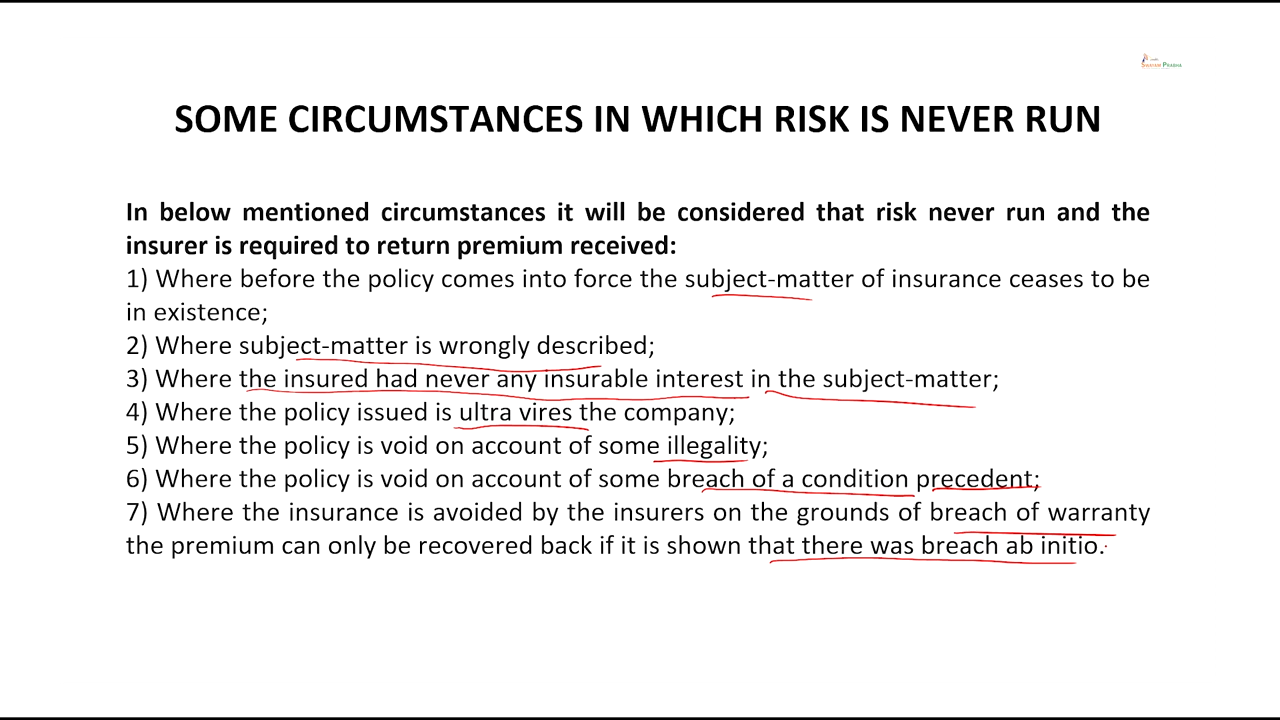 SWAYAM PRABHA
SOME CIRCUMSTANCES IN WHICH RISK IS NEVER RUN
In below mentioned circumstances it will be considered that risk never run and the
insurer is required to return premium received:
1) Where before the policy comes into force the subject-matter of insurance ceases to be
in existence;
2) Where subject-matter is wrongly described;
3) Where the insured had never any insurable interest in the subject-matter;
4) Where the policy issued is ultra vires the company;
5) Where the policy is void on account of some illegality;
6) Where the policy is void on account of some breach of a condition precedent;
7) Where the insurance is avoided by the insurers on the grounds of breach of warranty
the premium can only be recovered back if it is shown that there was breach ab initio.